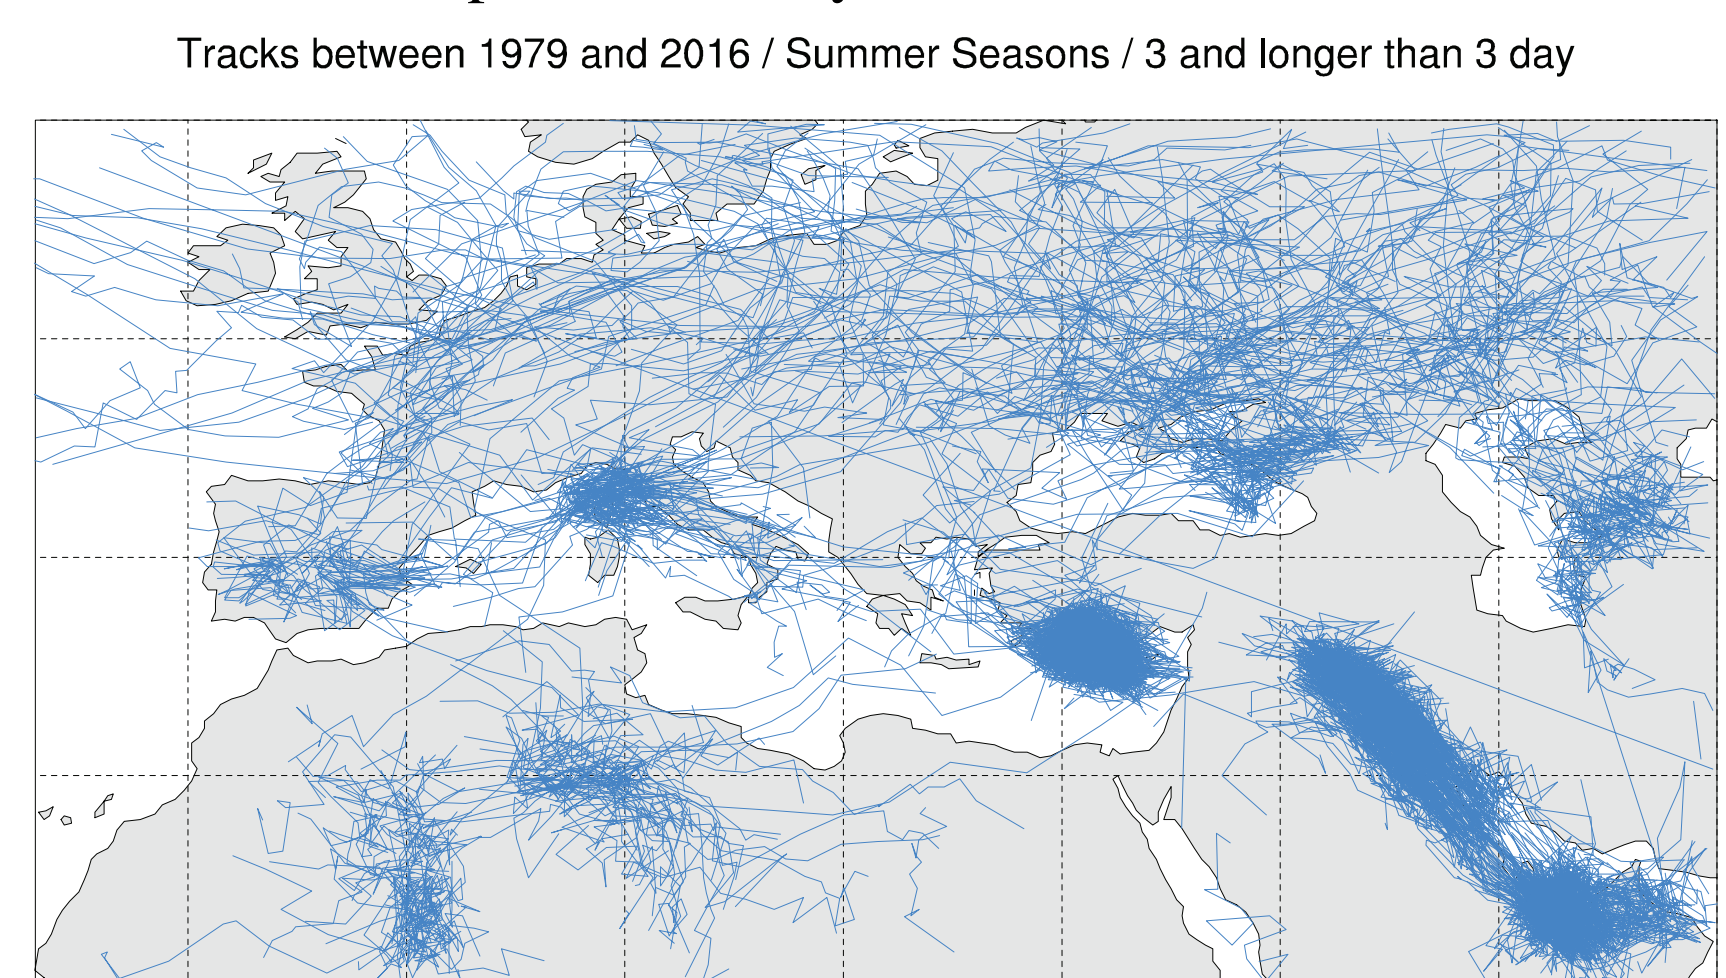 Tracks between 1979 and 2016 / Summer Seasons / 3 and longer than 3 day